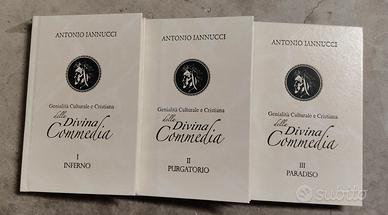 ANTONIO IANNUCCI
Genialità Culturale e Cristiana
della
Divina
Commedia
I
INFERNO
ANTONIO IANNUCCI
Genialità Culturale e Cristiana
della
Divina
Commedia
II
PURGATORIO
ANTONIO IANNUCCI
Genialità Culturale e Cristiana
della
Divina
Commedia
III
PARADISO
subito